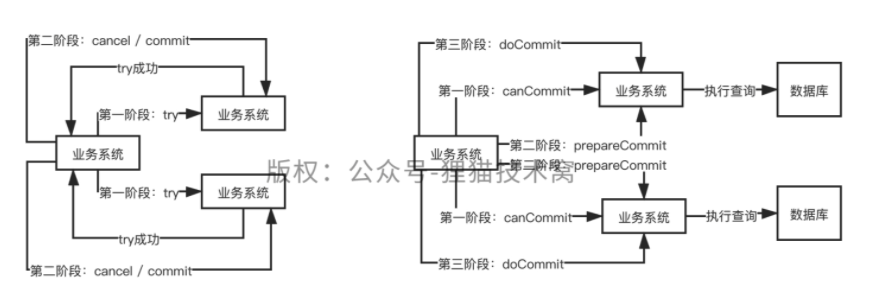 第二阶段：cancel / commit
try成功
第一阶段：try
业务系统
业务系统
第一阶段：try
业务系统
try成功
第二阶段：cancel / commit
第三阶段：doCommit
第一阶段：canCommit
业务系统
执行查询
数据库
第二阶段：prepareCommit
业务系统
第二阶段：prepareCommit
第一阶段：canCommit
业务系统
执行查询
数据库
第三阶段：doCommit
版权：公众号-狸猫技术窝